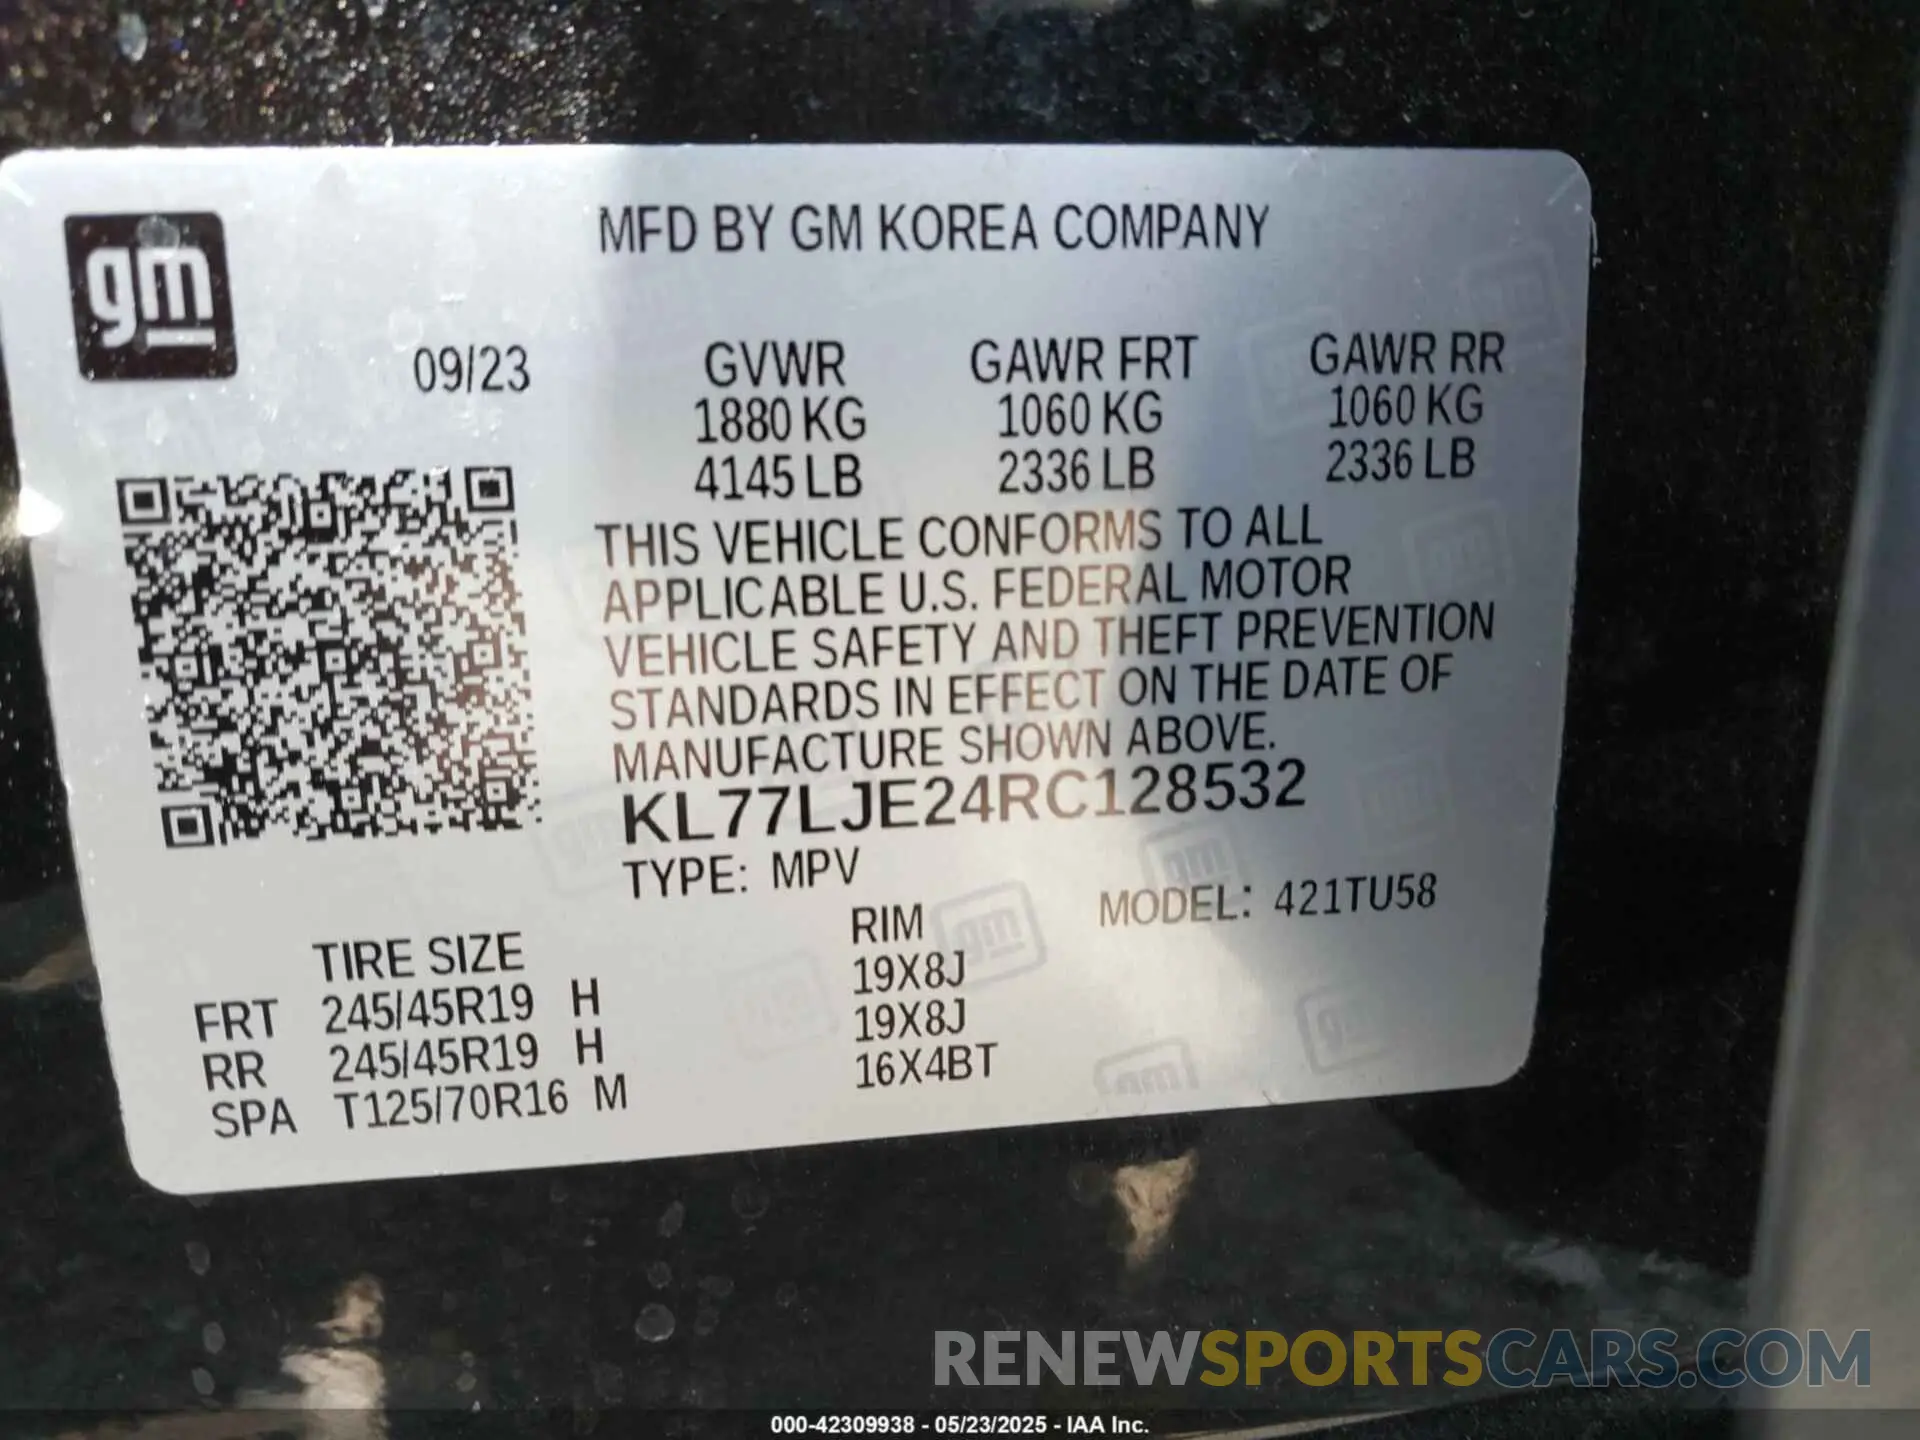 MFD BY GM KOREA COMPANY
gm
09/23
GVWR GAWR FRT GAWR RR
1880 KG 1060 KG 1060 KG
4145 LB 2336 LB 2336 LB
THIS VEHICLE CONFORMS TO ALL
APPLICABLE U.S. FEDERAL MOTOR
VEHICLE SAFETY AND THEFT PREVENTION
STANDARDS IN EFFECT ON THE DATE OF
MANUFACTURE SHOWN ABOVE.
KL77LJE24RC128532
TYPE: MPV MODEL: 421TU58
TIRE SIZE RIM
FRT 245/45R19 H 19X8J
RR 245/45R19 H 19X8J
SPA T125/70R16 M 16X4BT
RENEWSPORTSCARS.COM
000-42309938 - 05/23/2025 - IAA Inc.